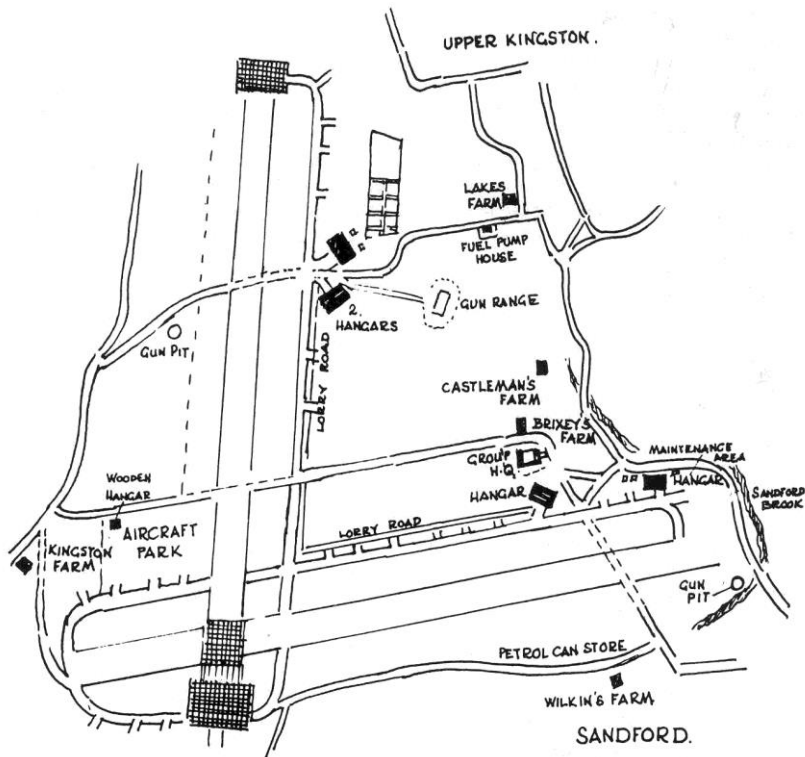 UPPER KINGSTON.
LAKES
FARM
FUEL PUMP
HOUSE
GUN RANGE
2.
HANGARS
GUN PIT
LORRY ROAD
CASTLEMAN'S
FARM
BRIXEY'S
FARM
GROUP
H.Q.
MAINTENANCE
AREA
HANGAR
HANGAR
SANDFORD
BROOK
WOODEN
HANGAR
AIRCRAFT
PARK
LORRY ROAD
KINGSTON
FARM
GUN
PIT
PETROL CAN STORE
WILKIN'S FARM
SANDFORD.